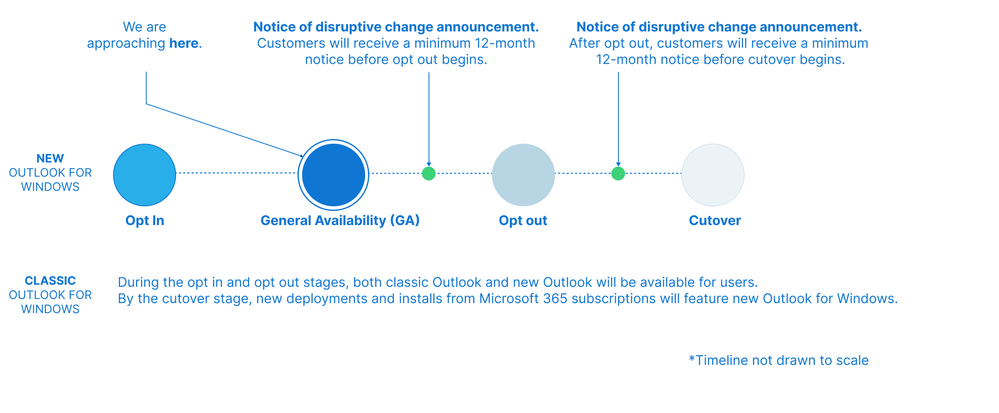 We are
approaching here.
Notice of disruptive change announcement.
Customers will receive a minimum 12-month
notice before opt out begins.
Notice of disruptive change announcement.
After opt out, customers will receive a minimum
12-month notice before cutover begins.
NEW
OUTLOOK FOR
WINDOWS
Opt In
General Availability (GA)
Opt out
Cutover
CLASSIC
OUTLOOK FOR
WINDOWS
During the opt in and opt out stages, both classic Outlook and new Outlook will be available for users.
By the cutover stage, new deployments and installs from Microsoft 365 subscriptions will feature new Outlook for Windows.
*Timeline not drawn to scale